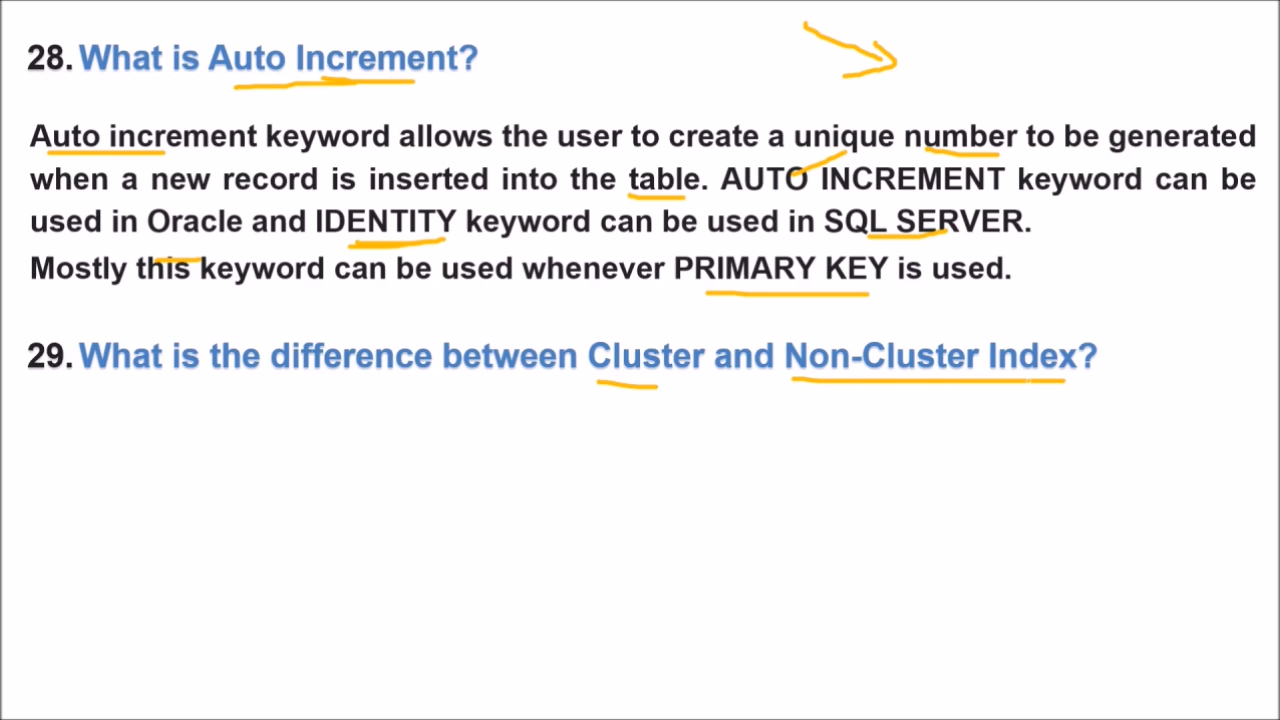 28. What is Auto Increment?
Auto increment keyword allows the user to create a unique number to be generated
when a new record is inserted into the table. AUTO INCREMENT keyword can be
used in Oracle and IDENTITY keyword can be used in SQL SERVER.
Mostly this keyword can be used whenever PRIMARY KEY is used.
29. What is the difference between Cluster and Non-Cluster Index?